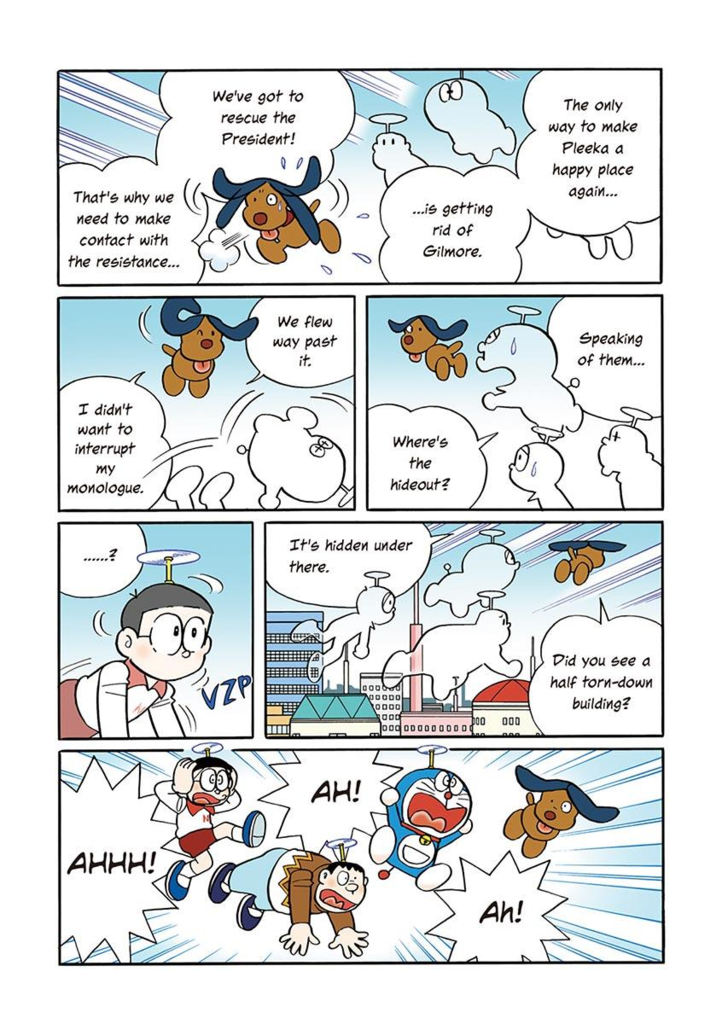 We've got to
rescue the
President!
That's why we
need to make
contact with
the resistance...
The only
way to make
Pleeka a
happy place
again...
...is getting
rid of
Gilmore.
We flew
way past
it.
I didn't
want to
interrupt
my
monologue.
Speaking
of them...
Where's
the
hideout?
......?
VZP
It's hidden under
there.
Did you see a
half torn-down
building?
AHHH!
N
AH!
Ah!